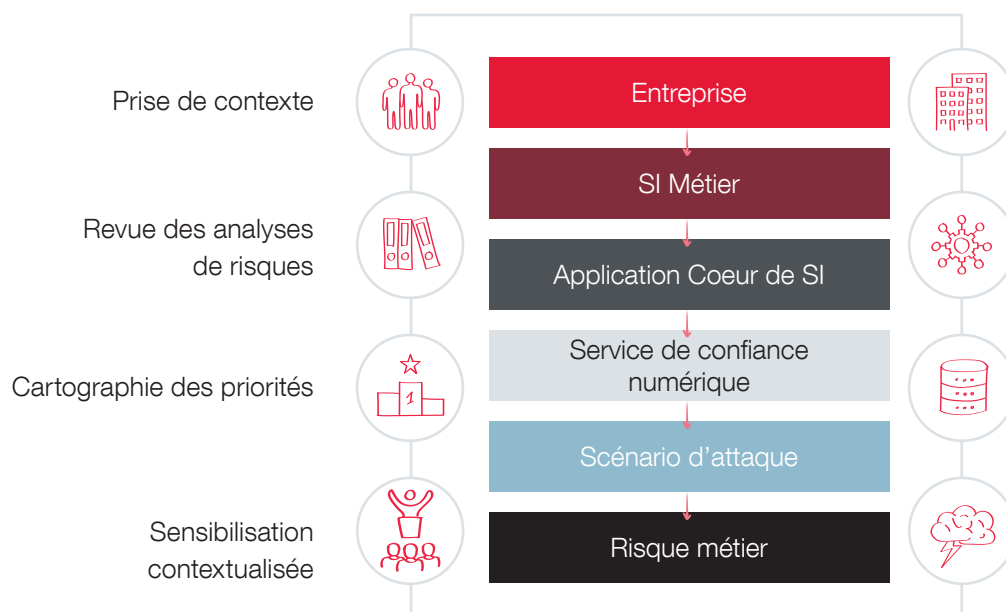 Prise de contexte
Entreprise
SI Métier
Revue des analyses
de risques
Application Coeur de SI
Service de confiance
numérique
Cartographie des priorités
1
Scénario d'attaque
Sensibilisation
contextualisée
Risque métier